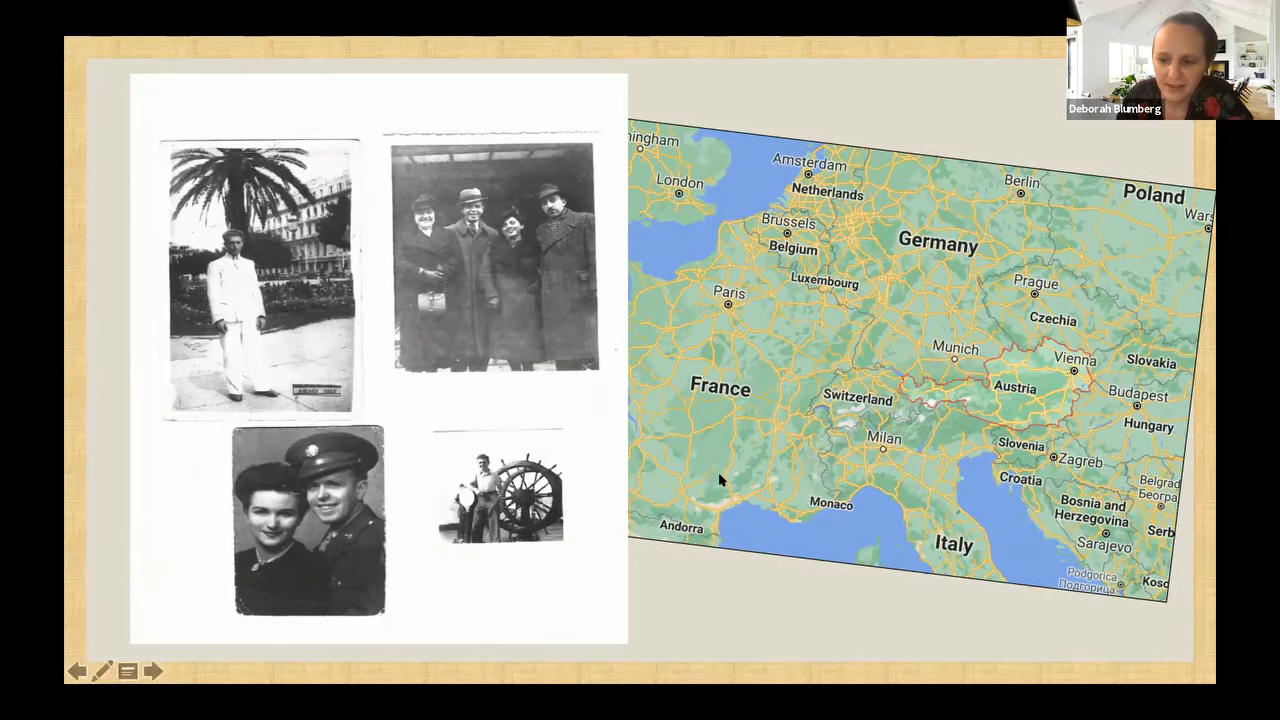 Deborah Blumberg
ingham
London
Amsterdam
Netherlands
Berlin
Poland
Wars
Brussels
Belgium
Germany
Luxembourg
Paris
Prague
Czechia
Munich
Vienna
Slovakia
Austria
France
Switzerland
Budapest
Hungary
Milan
Slovenia
Zagreb
Croatia
Belgrad
Београ
Bosnia and
Herzegovina
Monaco
Andorra
Serb
Italy
Sarajevo
Podgorica
Подгорица
Koso